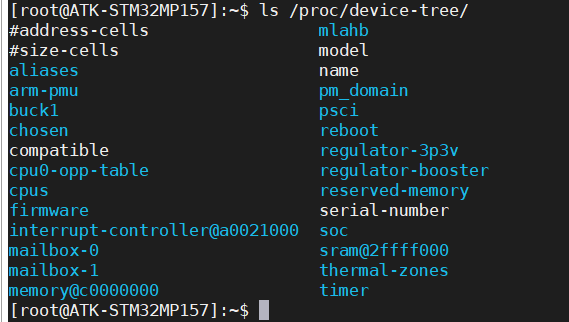 [root@ATK-STM32MP157]:~$ ls /proc/device-tree/
#address-cells mlahb
#size-cells model
aliases name
arm-pmu pm_domain
buck1 psci
chosen reboot
compatible regulator-3p3v
cpu0-opp-table regulator-booster
cpus reserved-memory
firmware serial-number
interrupt-controller@a0021000 soc
mailbox-0 sram@2ffff000
mailbox-1 thermal-zones
memory@c0000000 timer
[root@ATK-STM32MP157]:~$